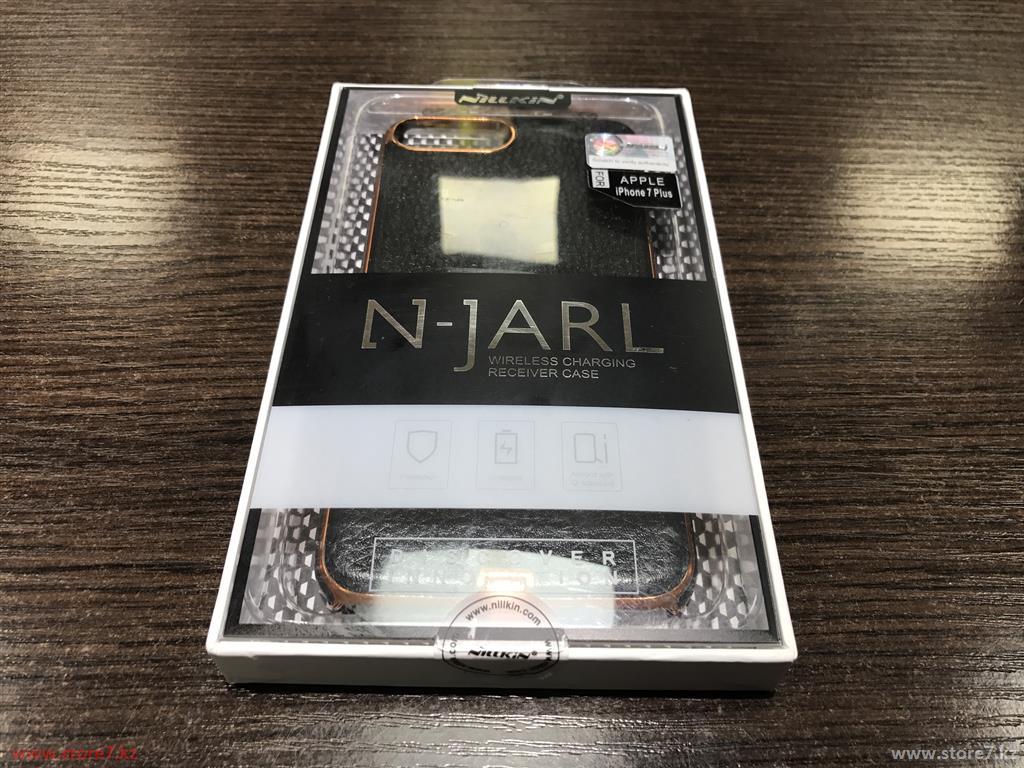 NILLKIN®
FOR
APPLE
iPhone 7 Plus
N-JARL
WIRELESS CHARGING
RECEIVER CASE
DISCOVER
www.nillkin.com
NILLKIN®
www.store7.kz
www.store7.kz